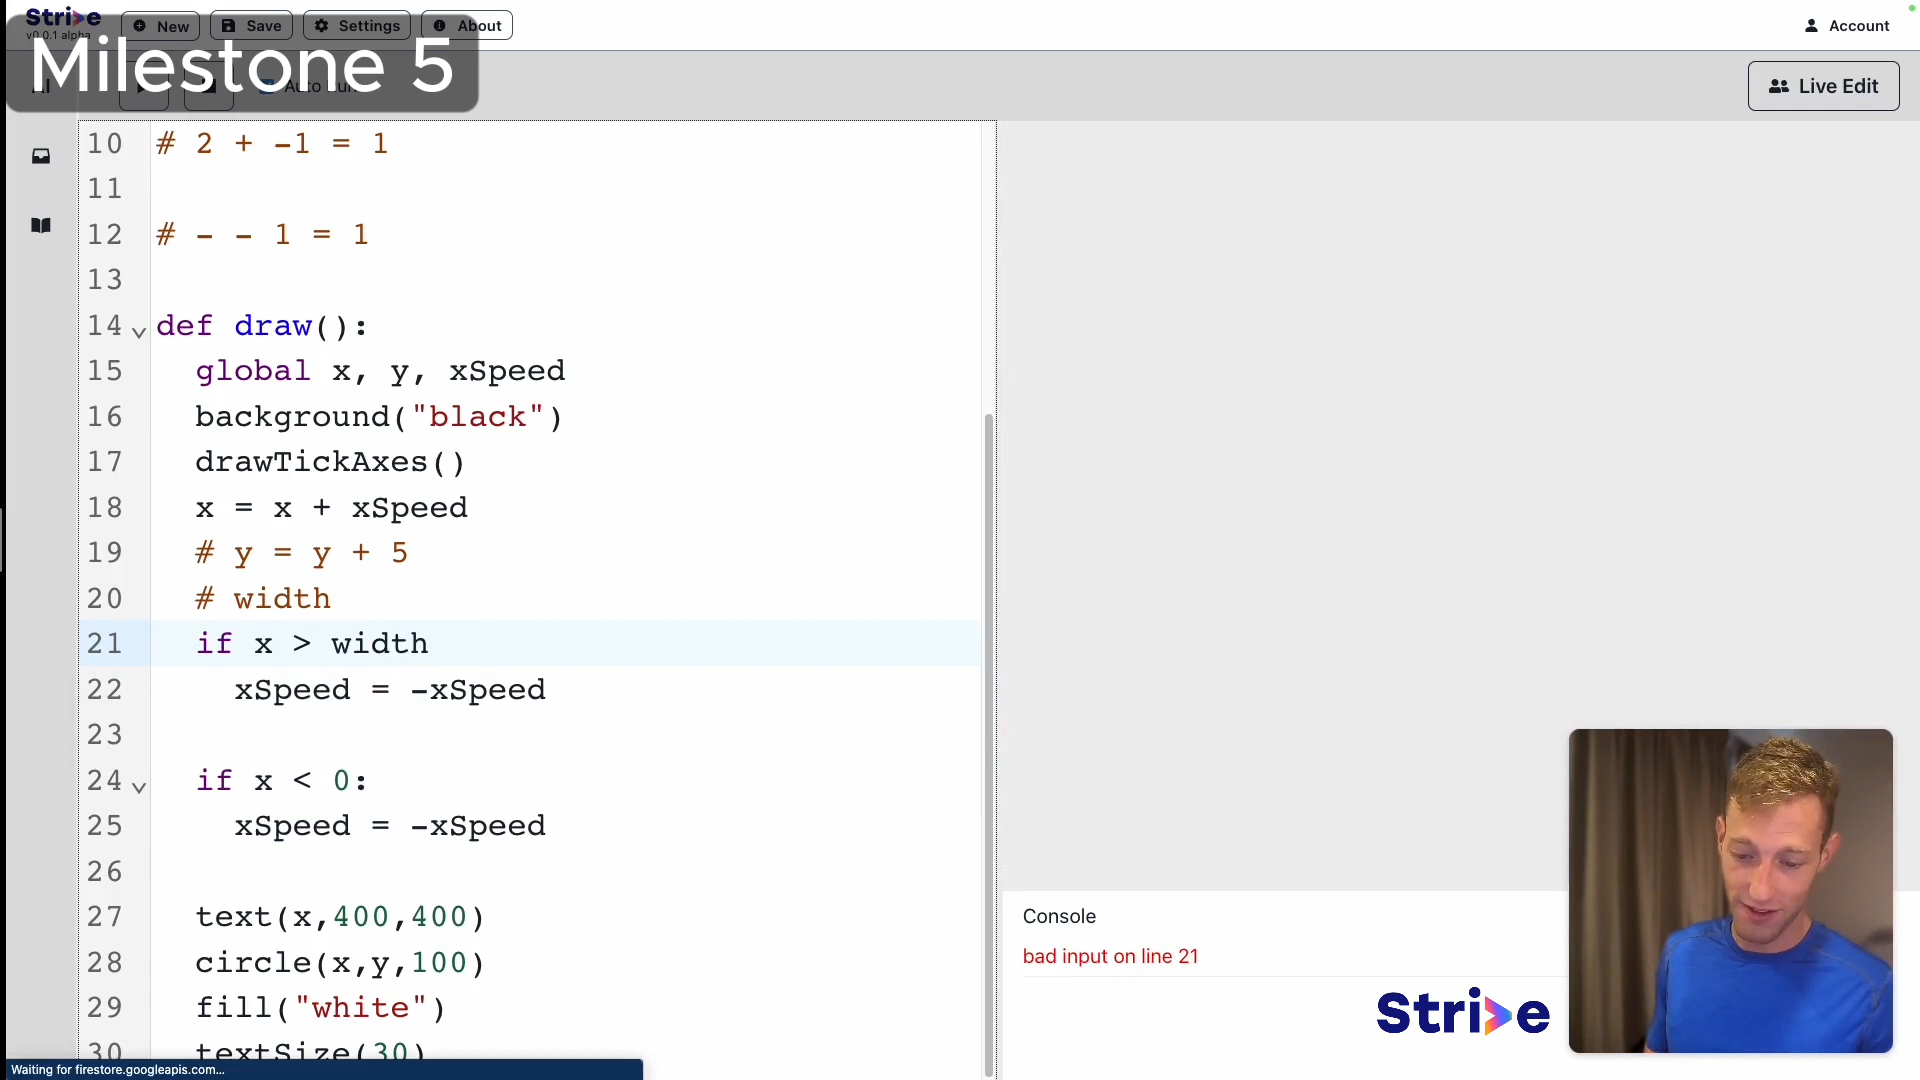 Strive
v0.0.1 alpha
New
Save
Settings
About
Account
Milestone 5
Live Edit
10 # 2 + -1 = 1
11
12 # - - 1 = 1
13
14 def draw():
15 global x, y, xSpeed
16 background("black")
17 drawTickAxes()
18 x = x + xSpeed
19 # y = y + 5
20 # width
21 if x > width
22 xSpeed = -xSpeed
23
24 if x < 0:
25 xSpeed = -xSpeed
26
27 text(x,400,400)
28 circle(x,y,100)
29 fill("white")
30 textSize(30)
Console
bad input on line 21
Strive
Waiting for firestore.googleapis.com...